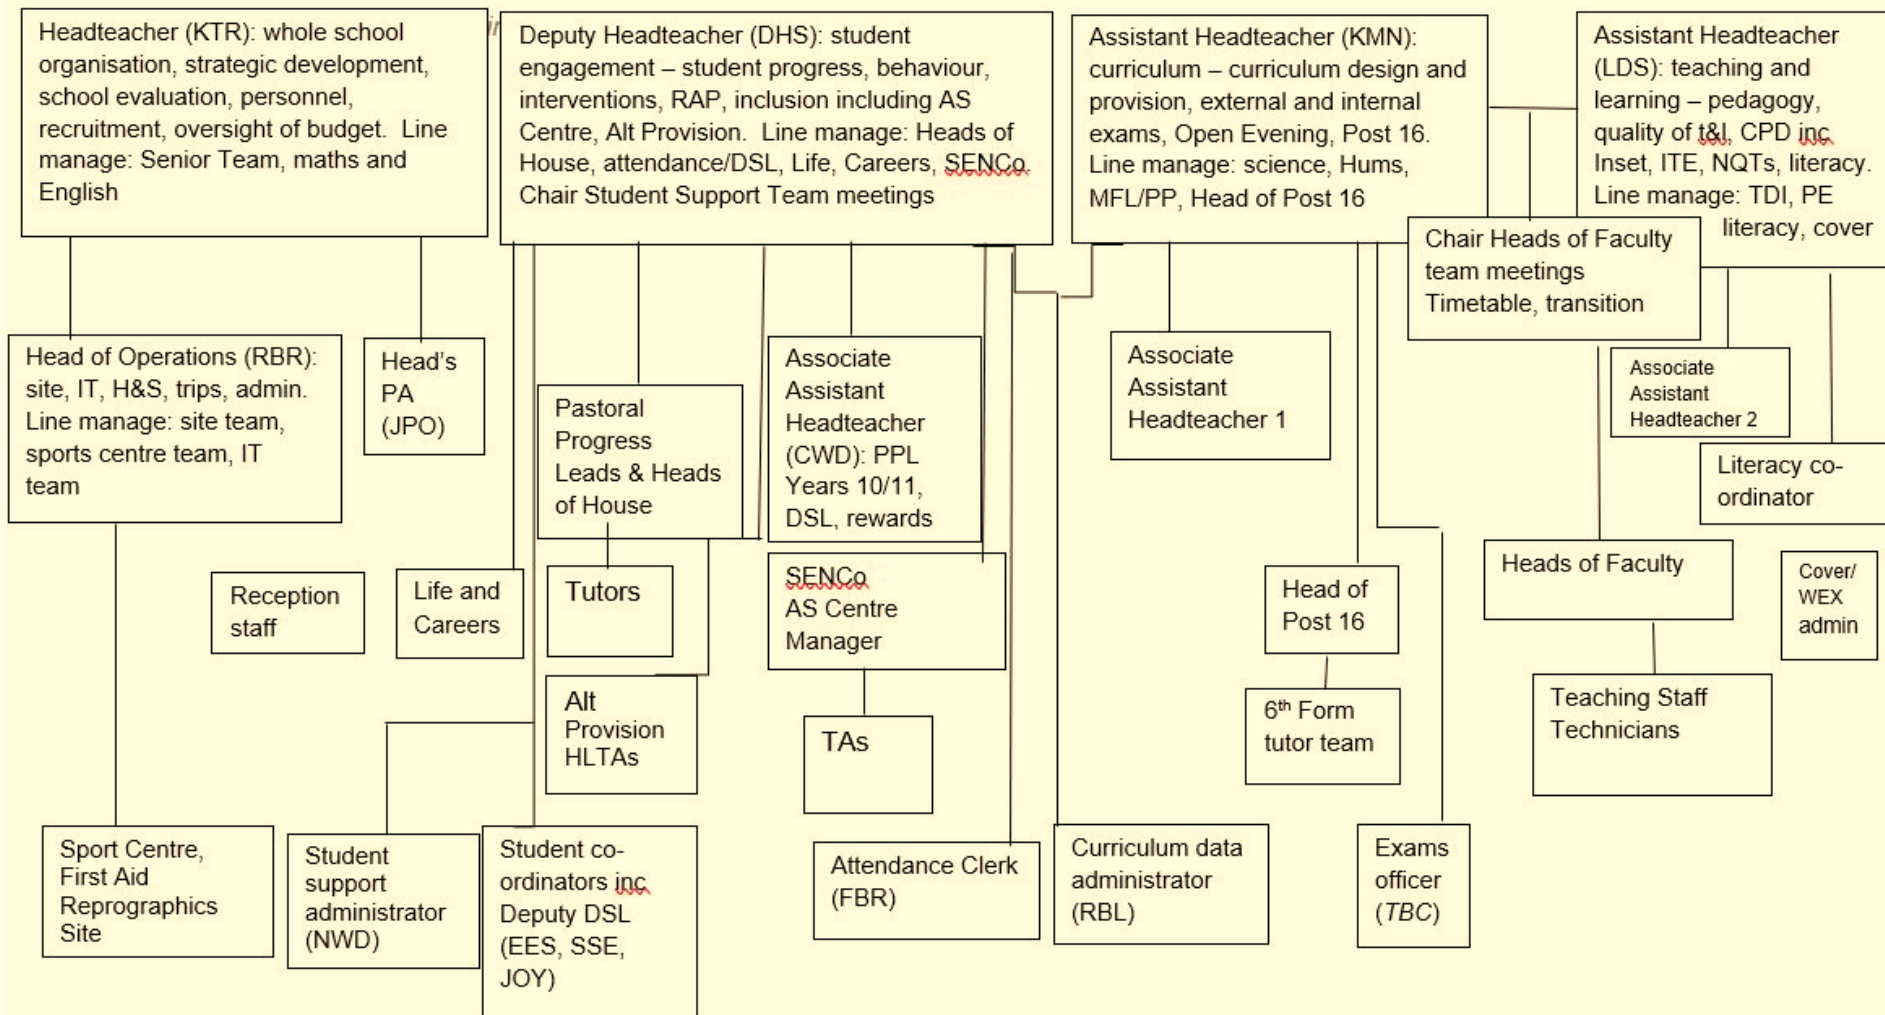 Headteacher (KTR): whole school
organisation, strategic development,
school evaluation, personnel,
recruitment, oversight of budget. Line
manage: Senior Team, maths and
English
Deputy Headteacher (DHS): student
engagement – student progress, behaviour,
interventions, RAP, inclusion including AS
Centre, Alt Provision. Line manage: Heads of
House, attendance/DSL, Life, Careers, SENCo.
Chair Student Support Team meetings
Assistant Headteacher (KMN):
curriculum – curriculum design and
provision, external and internal
exams, Open Evening, Post 16.
Line manage: science, Hums,
MFL/PP, Head of Post 16
Assistant Headteacher
(LDS): teaching and
learning – pedagogy,
quality of t&l, CPD inc
Inset, ITE, NQTs, literacy.
Line manage: TDI, PE
literacy, cover
Chair Heads of Faculty
team meetings
Timetable, transition
Head of Operations (RBR):
site, IT, H&S, trips, admin.
Line manage: site team,
sports centre team, IT
team
Head's
PA
(JPO)
Pastoral
Progress
Leads & Heads
of House
Associate
Assistant
Headteacher
(CWD): PPL
Years 10/11,
DSL, rewards
Associate
Assistant
Headteacher 1
Associate
Assistant
Headteacher 2
Literacy co-
ordinator
Reception
staff
Life and
Careers
Tutors
SENCo
AS Centre
Manager
Head of
Post 16
Heads of Faculty
Cover/
WEX
admin
Alt
Provision
HLTAs
TAs
6th Form
tutor team
Teaching Staff
Technicians
Sport Centre,
First Aid
Reprographics
Site
Student
support
administrator
(NWD)
Student co-
ordinators inc
Deputy DSL
(EES, SSE,
JOY)
Attendance Clerk
(FBR)
Curriculum data
administrator
(RBL)
Exams
officer
(TBC)